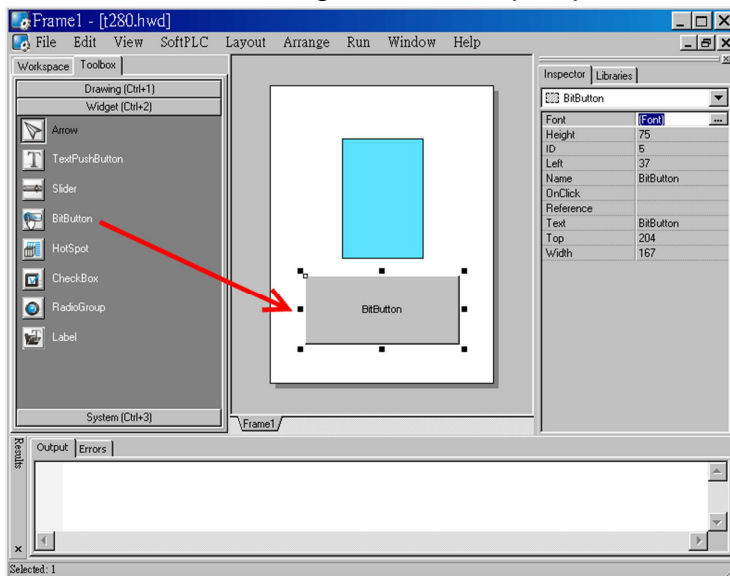 Frame1 - [t280.hwd]
File Edit View SoftPLC Layout Arrange Run Window Help
Workspace Toolbox
Drawing (Ctrl+1)
Widget (Ctrl+2)
Arrow
TextPushButton
Slider
BitButton
HotSpot
CheckBox
RadioGroup
Label
System (Ctrl+3)
BitButton
Frame1
Inspector Libraries
BitButton
Font (Font) ...
Height 75
ID 5
Left 37
Name BitButton
OnClick
Reference
Text BitButton
Top 204
Width 167
Results
Output Errors
Selected: 1